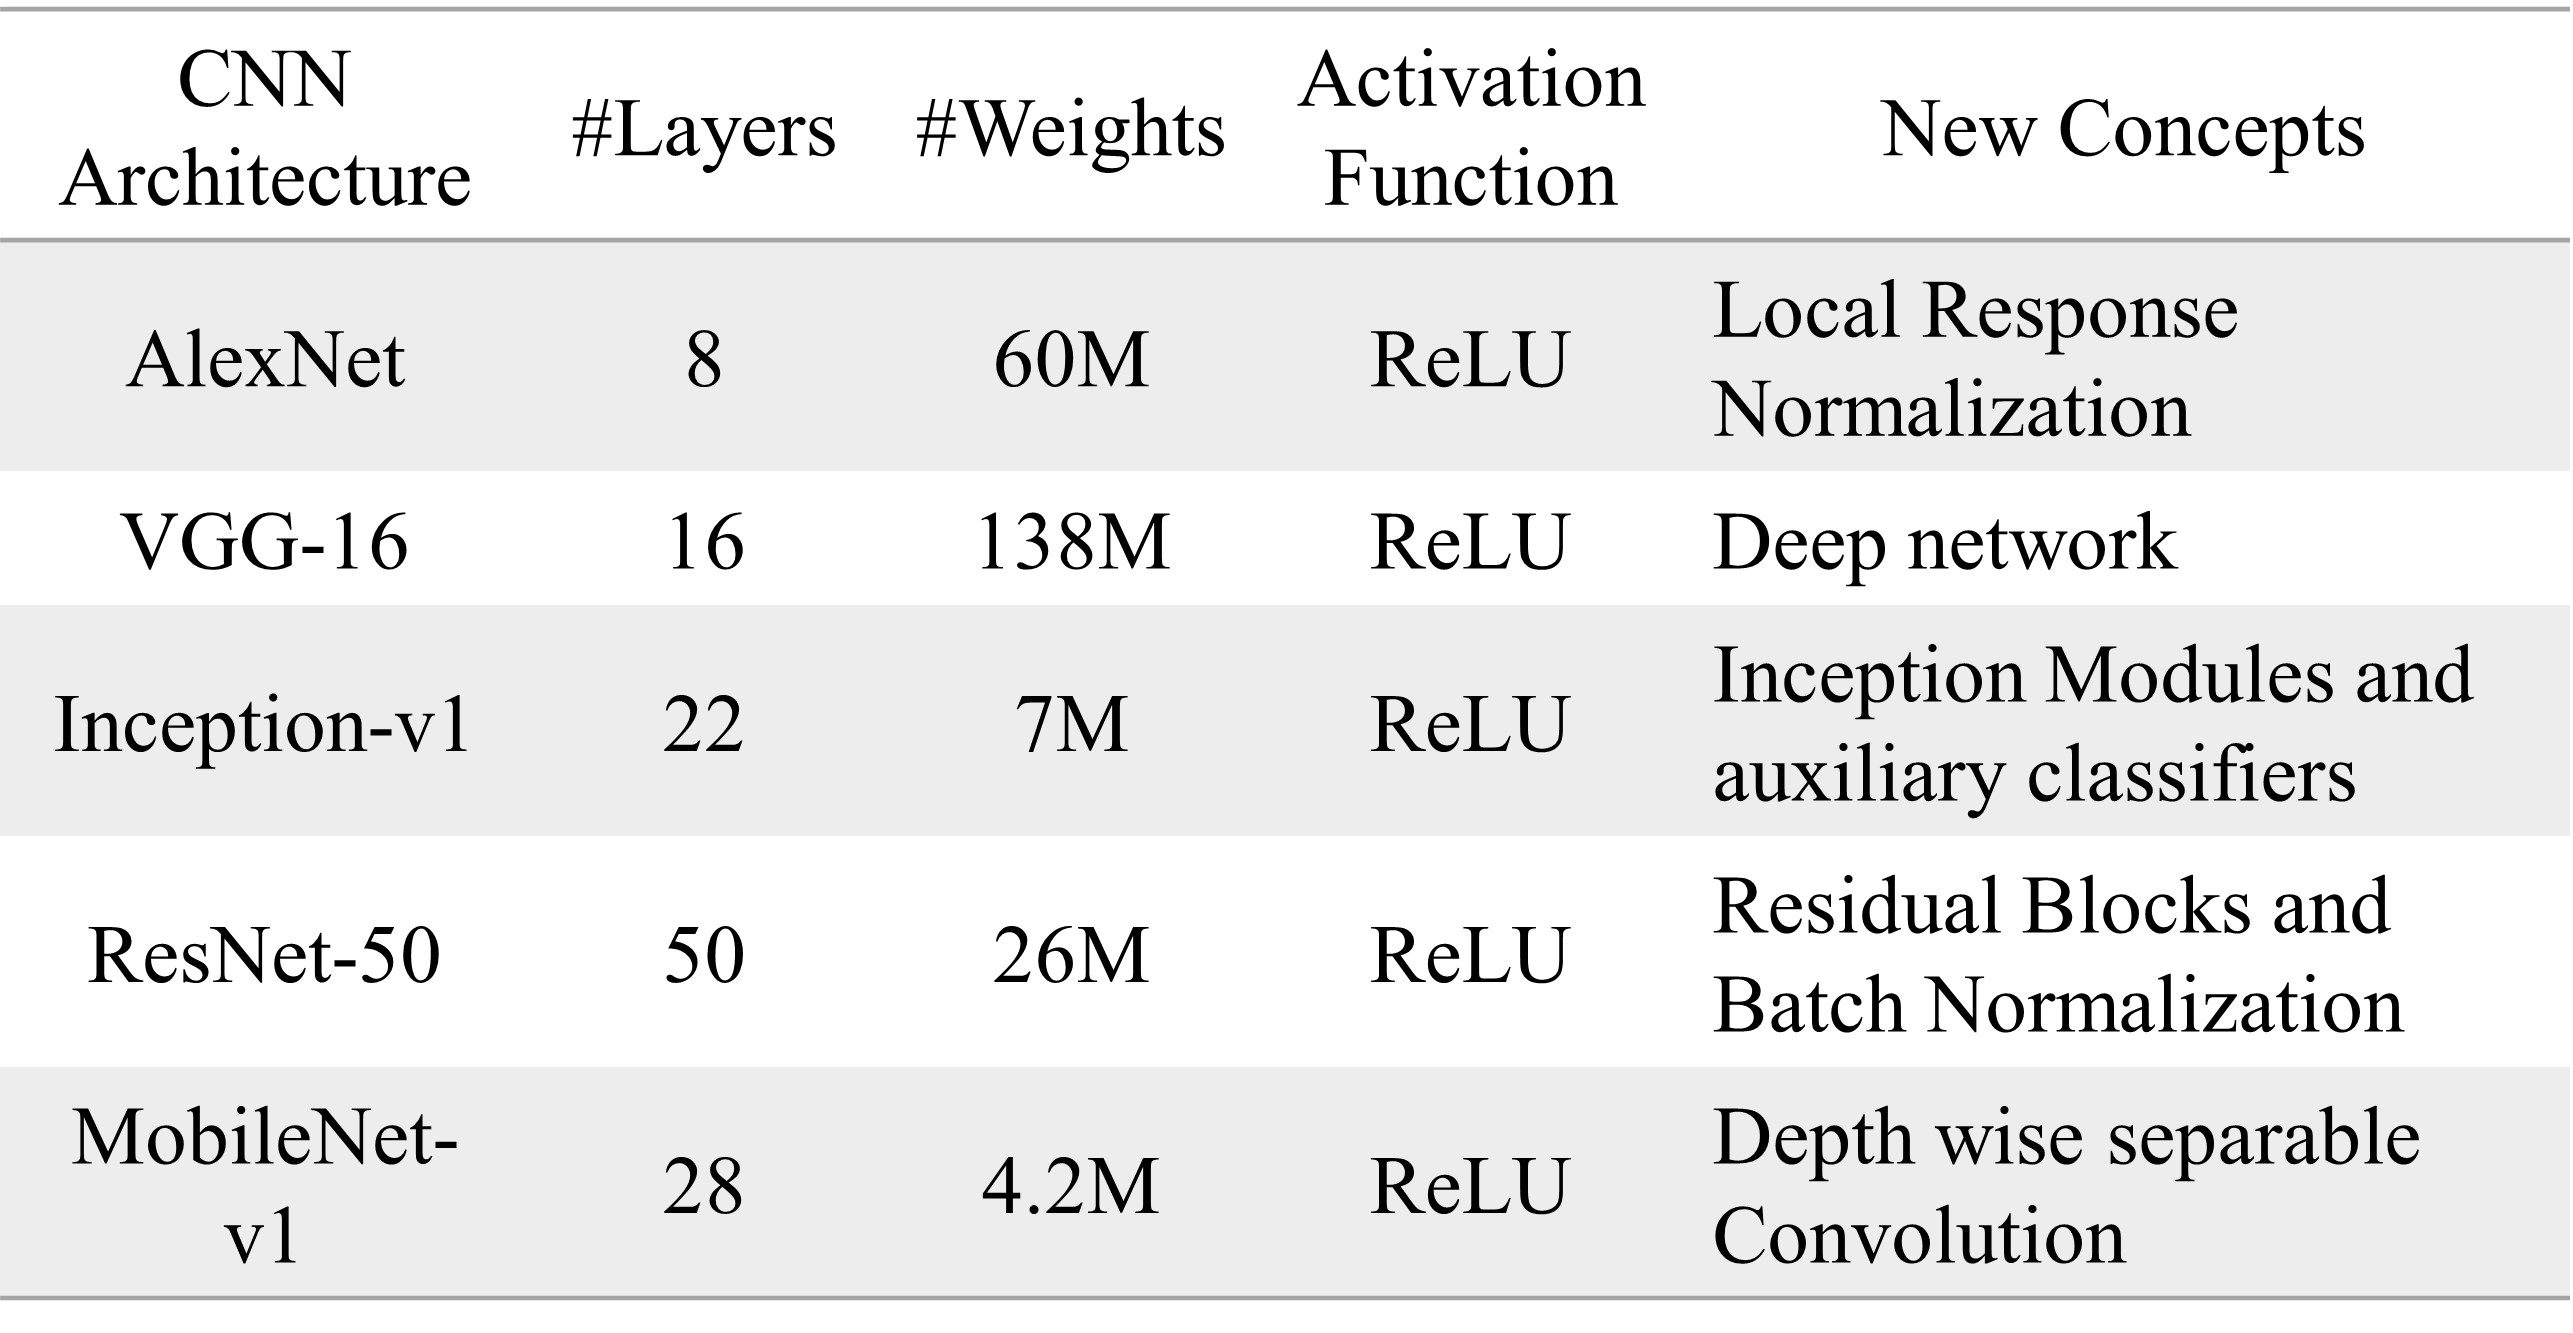 CNN
Architecture
#Layers
#Weights
Activation
Function
New Concepts
AlexNet
8
60M
ReLU
Local Response
Normalization
VGG-16
16
138M
ReLU
Deep network
Inception-v1
22
7M
ReLU
Inception Modules and
auxiliary classifiers
ResNet-50
50
26M
ReLU
Residual Blocks and
Batch Normalization
MobileNet-
v1
28
4.2M
ReLU
Depth wise separable
Convolution